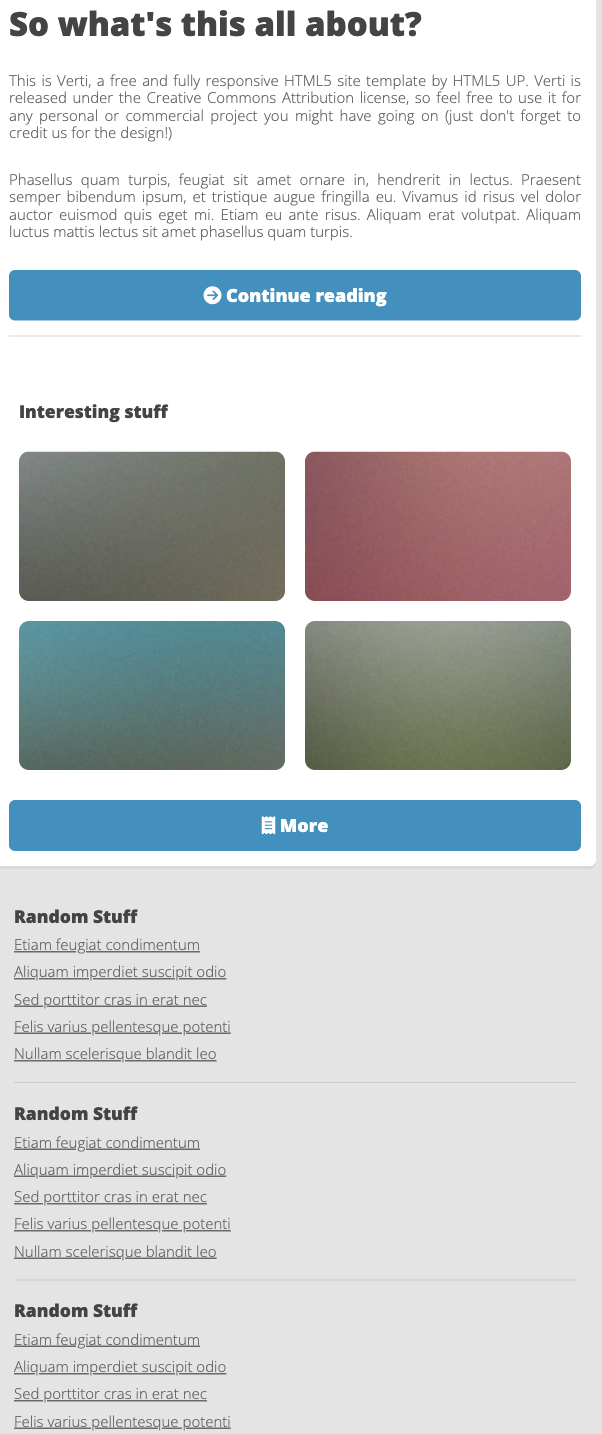 So what's this all about?
This is Verti, a free and fully responsive HTML5 site template by HTML5 UP. Verti is
released under the Creative Commons Attribution license, so feel free to use it for
any personal or commercial project you might have going on (just don't forget to
credit us for the design!)
Phasellus quam turpis, feugiat sit amet ornare in, hendrerit in lectus. Praesent
semper bibendum ipsum, et tristique augue fringilla eu. Vivamus id risus vel dolor
auctor euismod quis eget mi. Etiam eu ante risus. Aliquam erat volutpat. Aliquam
luctus mattis lectus sit amet phasellus quam turpis.
Continue reading
Interesting stuff
More
Random Stuff
Etiam feugiat condimentum
Aliquam imperdiet suscipit odio
Sed porttitor cras in erat nec
Felis varius pellentesque potenti
Nullam scelerisque blandit leo
Random Stuff
Etiam feugiat condimentum
Aliquam imperdiet suscipit odio
Sed porttitor cras in erat nec
Felis varius pellentesque potenti
Nullam scelerisque blandit leo
Random Stuff
Etiam feugiat condimentum
Aliquam imperdiet suscipit odio
Sed porttitor cras in erat nec
Felis varius pellentesque potenti